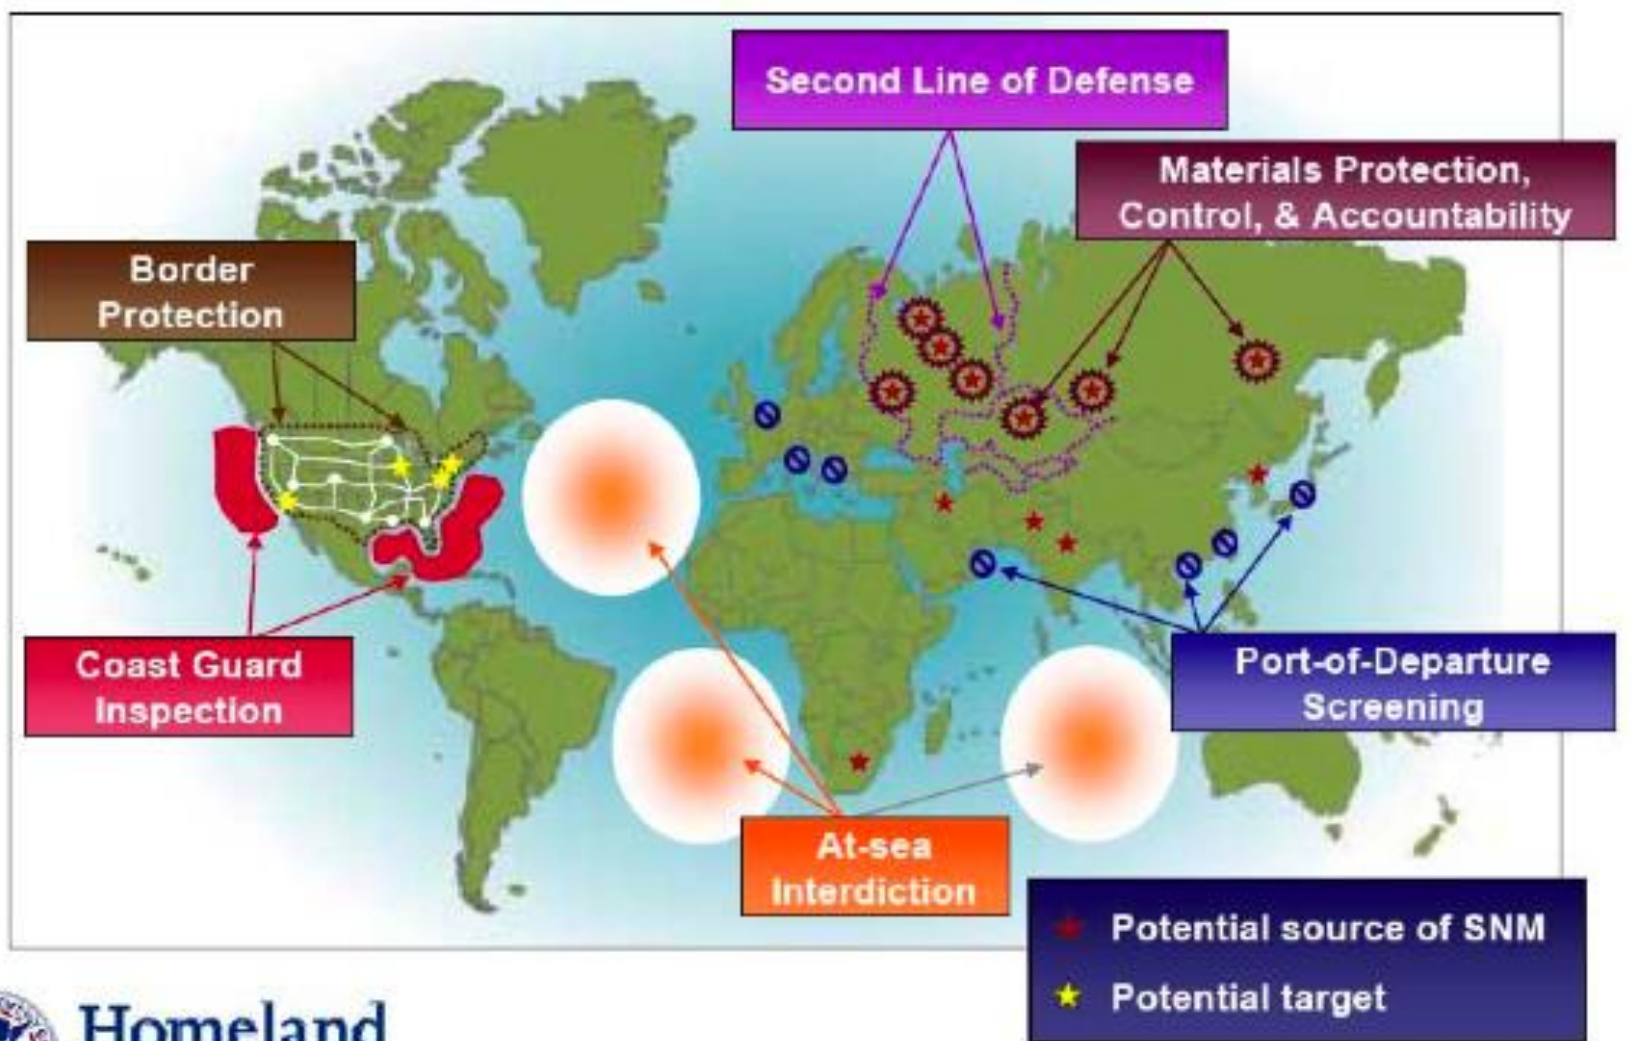 Second Line of Defense
Materials Protection,
Control, & Accountability
Border
Protection
Coast Guard
Inspection
Port-of-Departure
Screening
At-sea
Interdiction
Potential source of SNM
Potential target
Homeland